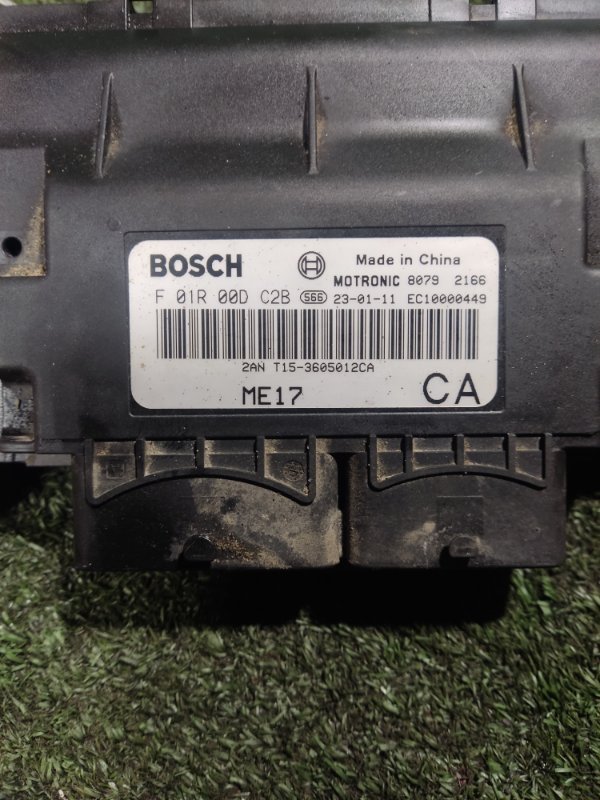 BOSCH Made in China
MOTRONIC 8079 2166
F 01R 00D C2B S66 23-01-11 EC10000449
2AN T15-3605012CA
ME17 CA